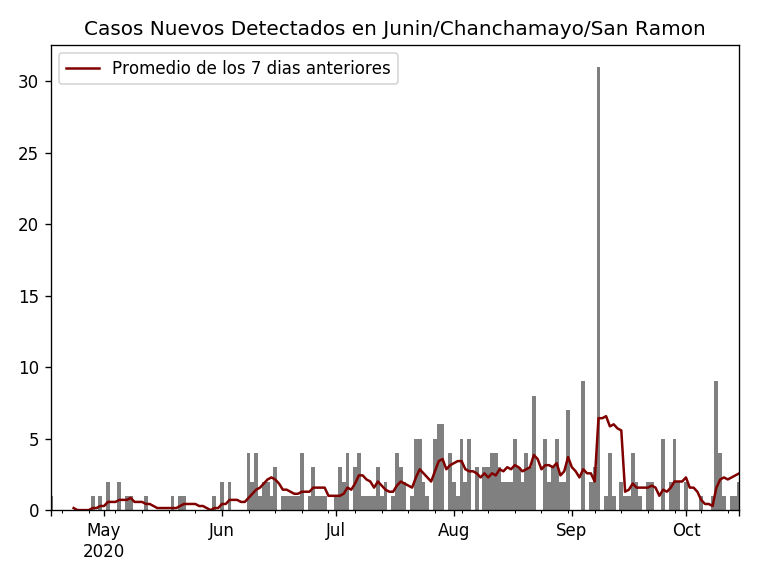 Casos Nuevos Detectados en Junin/Chanchamayo/San Ramon
Promedio de los 7 dias anteriores
30
25
20
15
10
5
0
May Jun Jul Aug Sep Oct
2020